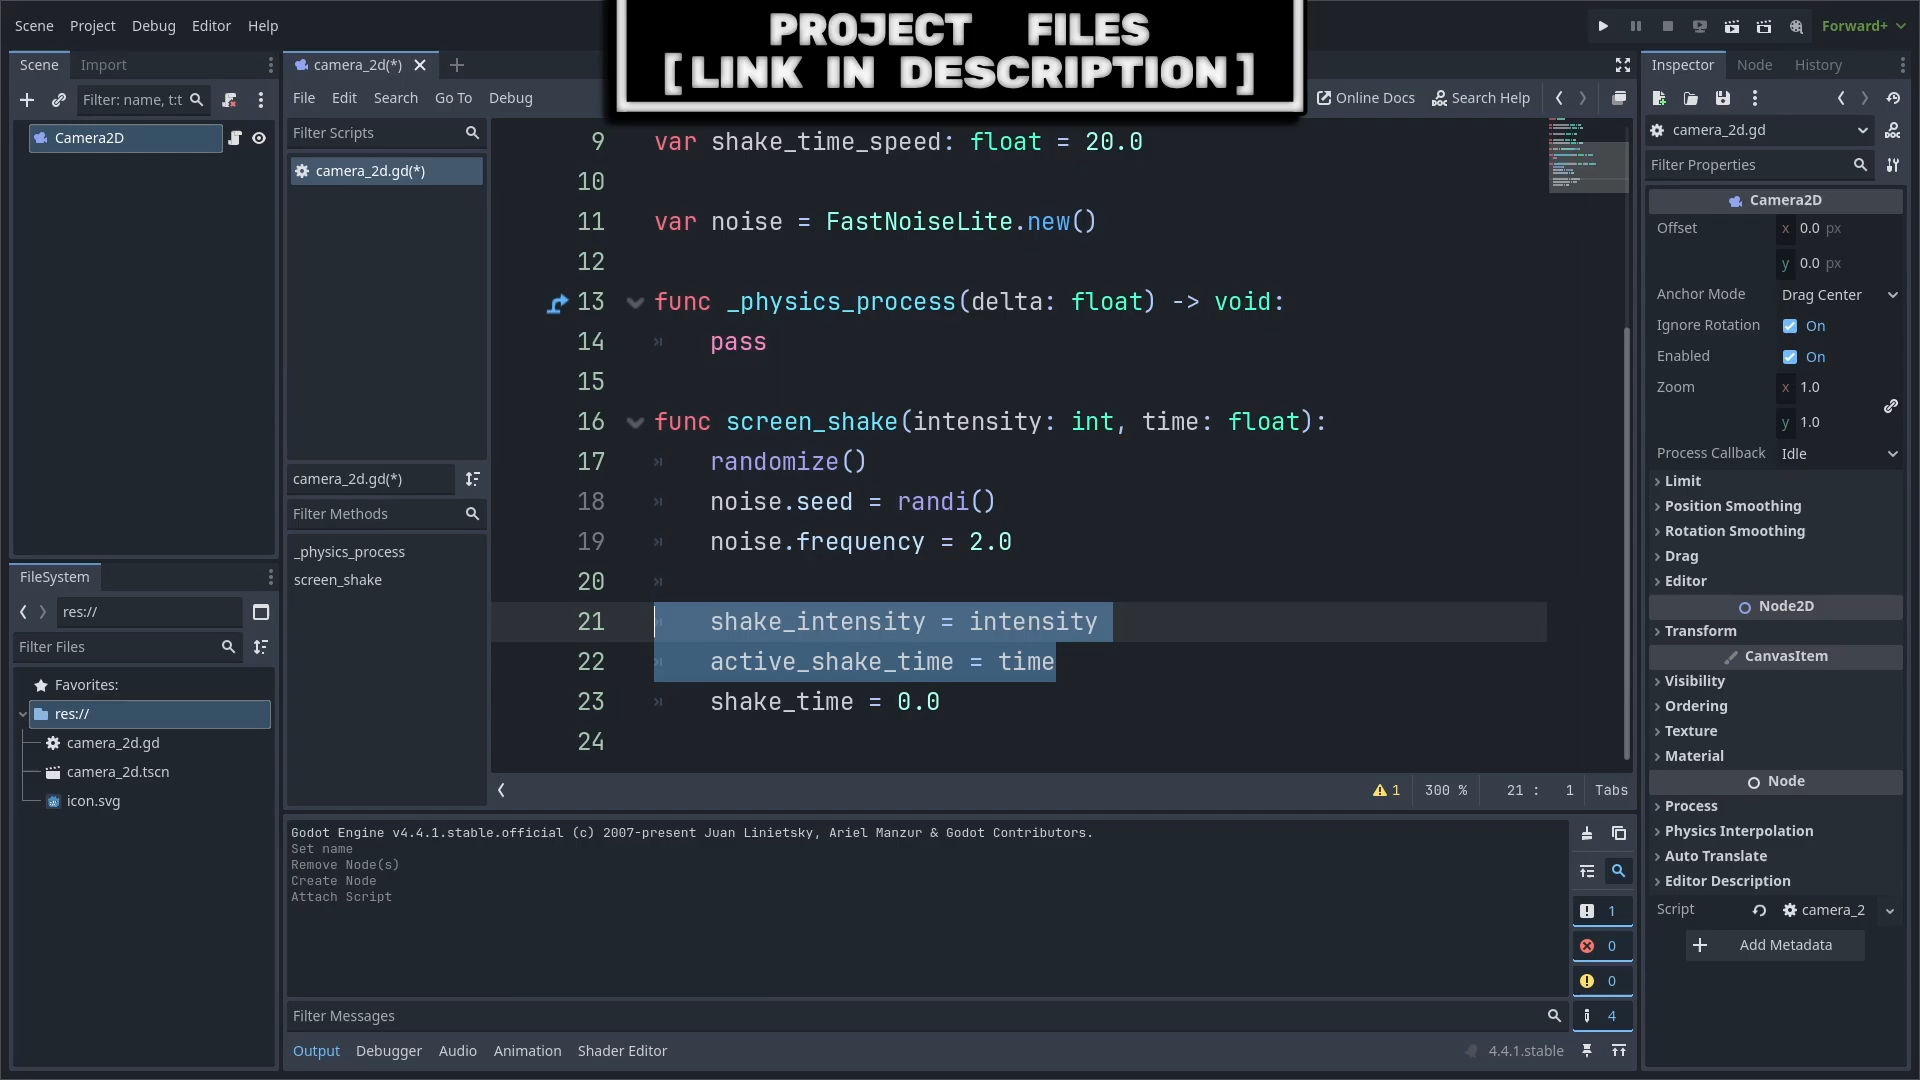 PROJECT FILES
[LINK IN DESCRIPTION]
Scene Project Debug Editor Help
Forward+
Scene Import
camera_2d(*)
Inspector Node History
Filter: name, t:t
File Edit Search Go To Debug
Online Docs Search Help
Camera2D
Filter Scripts
camera_2d.gd(*)
camera_2d.gd(*)
Filter Methods
_physics_process
screen_shake
9 var shake_time_speed: float = 20.0
10
11 var noise = FastNoiseLite.new()
12
13 func _physics_process(delta: float) -> void:
14 pass
15
16 func screen_shake(intensity: int, time: float):
17 randomize()
18 noise.seed = randi()
19 noise.frequency = 2.0
20
21 shake_intensity = intensity
22 active_shake_time = time
23 shake_time = 0.0
24
1 300 % 21 : 1 Tabs
FileSystem
res://
Filter Files
Favorites:
res://
camera_2d.gd
camera_2d.tscn
icon.svg
Godot Engine v4.4.1.stable.official (c) 2007-present Juan Linietsky, Ariel Manzur & Godot Contributors.
Set name
Remove Node(s)
Create Node
Attach Script
1
0
0
4
Filter Messages
Output Debugger Audio Animation Shader Editor
4.4.1.stable
camera_2d.gd
Filter Properties
Camera2D
Offset x 0.0 px
y 0.0 px
Anchor Mode Drag Center
Ignore Rotation On
Enabled On
Zoom x 1.0
y 1.0
Process Callback Idle
Limit
Position Smoothing
Rotation Smoothing
Drag
Editor
Node2D
Transform
CanvasItem
Visibility
Ordering
Texture
Material
Node
Process
Physics Interpolation
Auto Translate
Editor Description
Script camera_2
Add Metadata